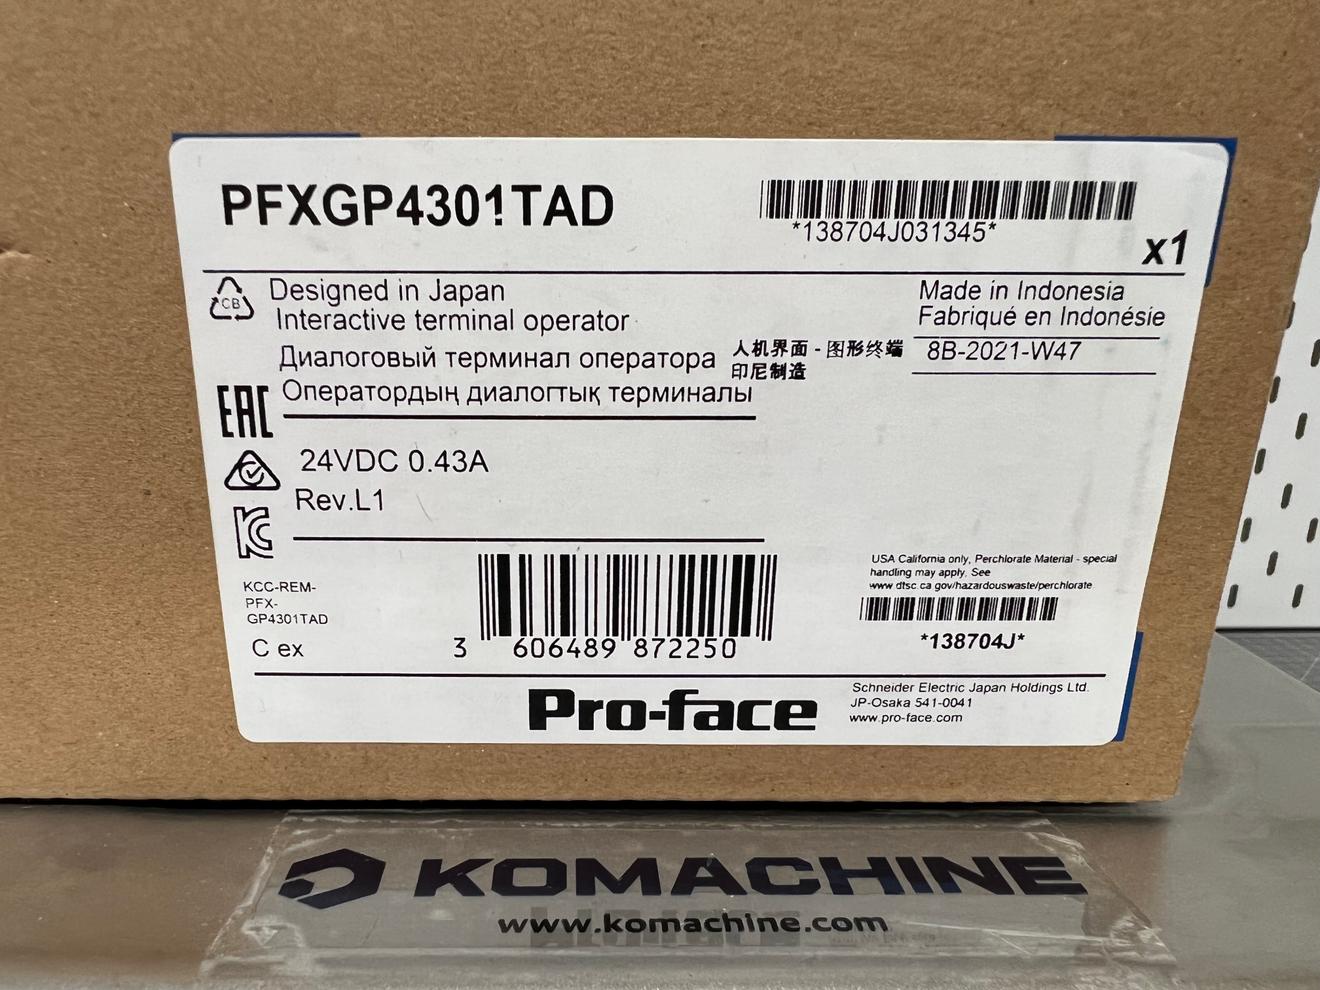 PFXGP4301TAD
*138704J031345*
x1
CB
Designed in Japan
Interactive terminal operator
Made in Indonesia
Fabriqué en Indonésie
Диалоговый терминал оператора
人机界面 - 图形终端
印尼制造
8B-2021-W47
Оператордың диалогтық терминалы
EAC
24VDC 0.43A
Rev.L1
KCC-REM-
PFX-
GP4301TAD
C ex
3 606489 872250
USA California only, Perchlorate Material - special
handling may apply. See
www.dtsc.ca.gov/hazardouswaste/perchlorate
*138704J*
Pro-face
Schneider Electric Japan Holdings Ltd.
JP-Osaka 541-0041
www.pro-face.com
KOMACHINE
www.komachine.com